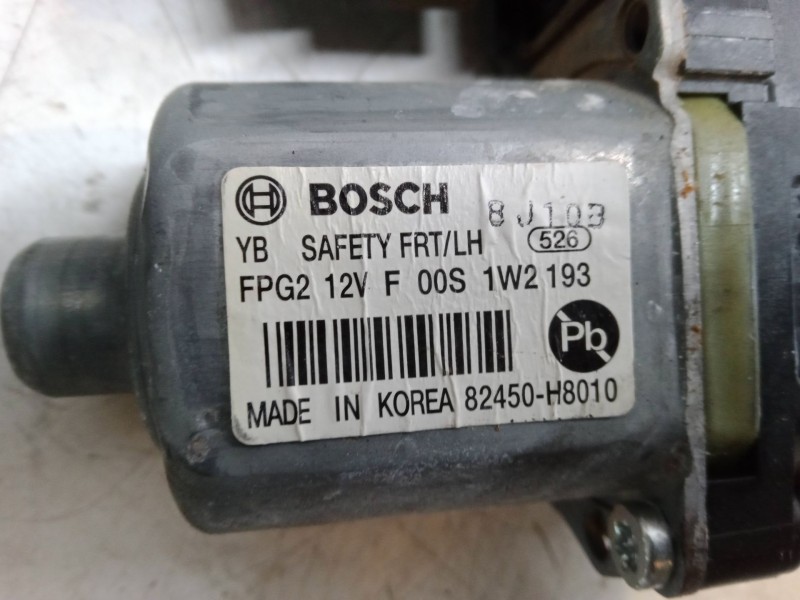 BOSCH 8J10B
YB SAFETY FRT/LH 526
FPG2 12V F 00S 1W2 193
Pb
MADE IN KOREA 82450-H8010